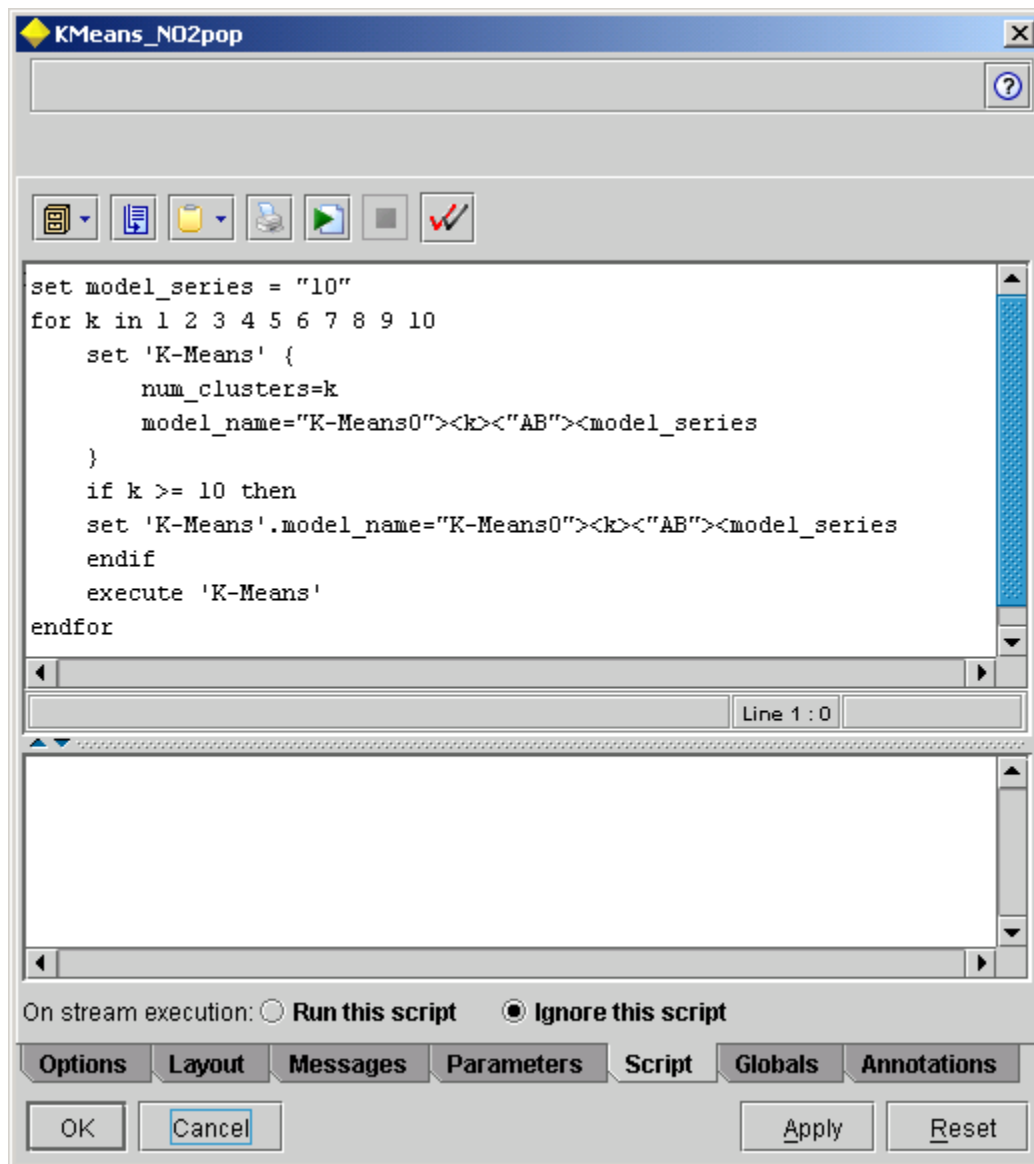 KMeans_NO2pop
set model_series = "10"
for k in 1 2 3 4 5 6 7 8 9 10
set 'K-Means' {
num_clusters=k
model_name="K-Means0"><k><"AB"><model_series
}
if k >= 10 then
set 'K-Means'.model_name="K-Means0"><k><"AB"><model_series
endif
execute 'K-Means'
endfor
Line 1 : 0
On stream execution: Run this script Ignore this script
Options Layout Messages Parameters Script Globals Annotations
OK Cancel Apply Reset